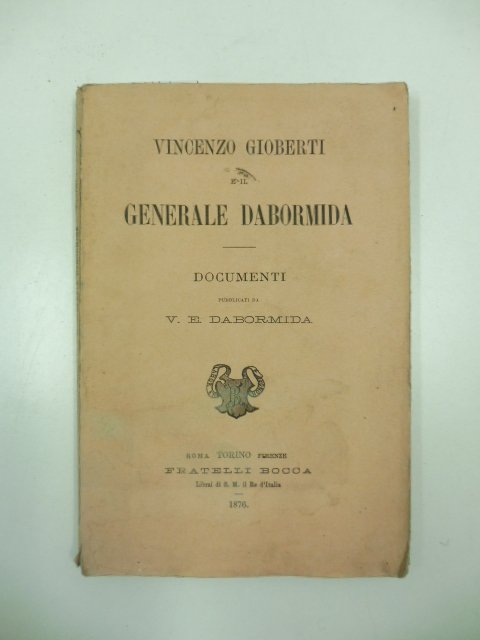 VINCENZO GIOBERTI
E IL
GENERALE DABORMIDA
DOCUMENTI
PUBBLICATI DA
V. E. DABORMIDA
ROMA TORINO FIRENZE
FRATELLI BOCCA
Librai di S. M. il Re d'Italia
1876.